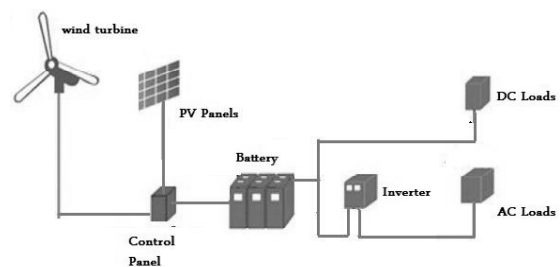 wind turbine
PV Panels
DC Loads
Battery
Inverter
AC Loads
Control
Panel